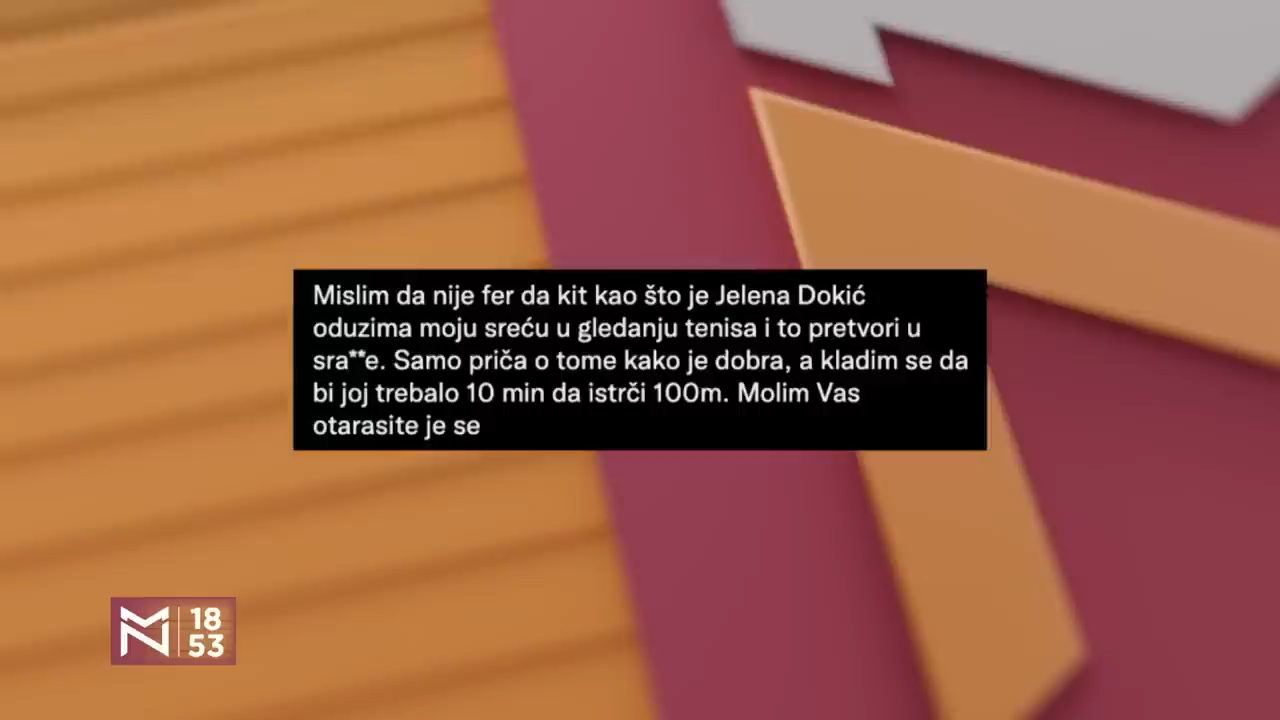 Mislim da nije fer da kit kao što je Jelena Dokić
oduzima moju sreću u gledanju tenisa i to pretvori u
sra**e. Samo priča o tome kako je dobra, a kladim se da
bi joj trebalo 10 min da istrči 100m. Molim Vas
otarasite je se
18
53